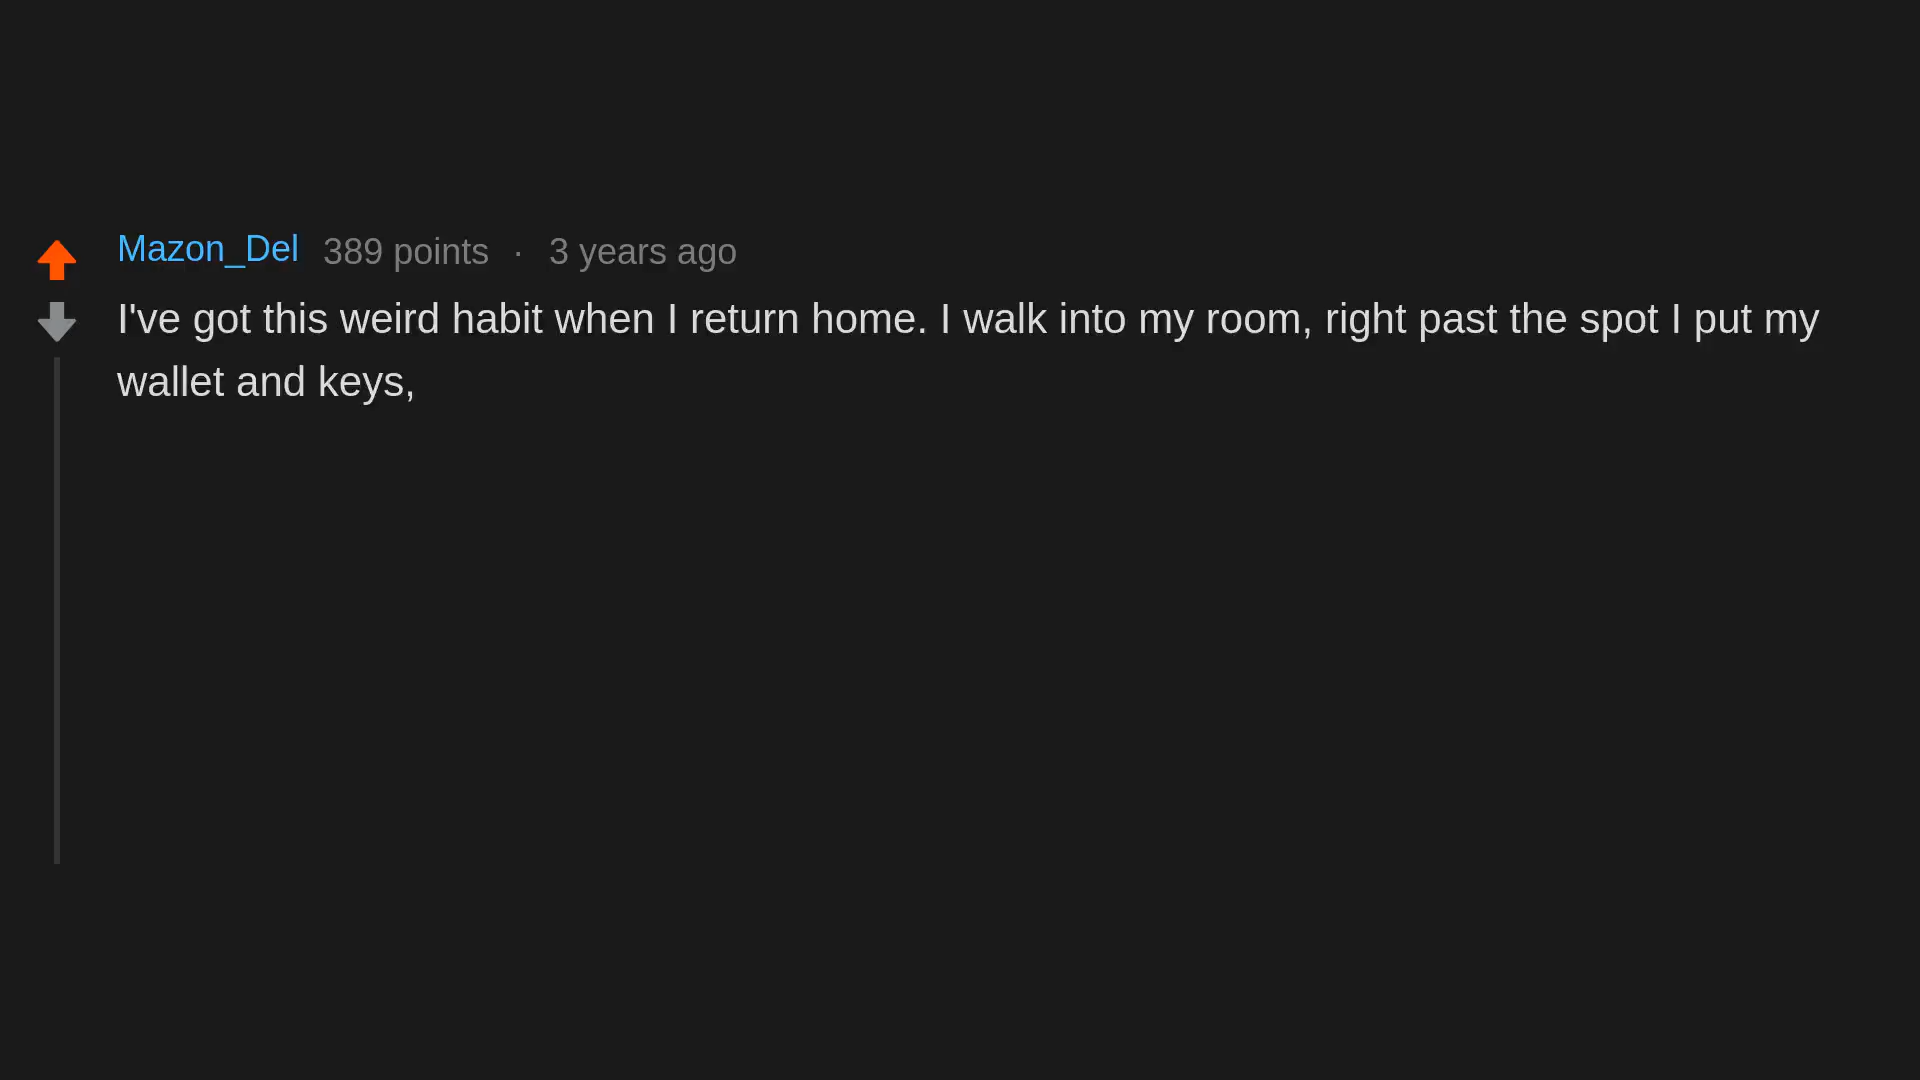 Mazon_Del 389 points · 3 years ago
I've got this weird habit when I return home. I walk into my room, right past the spot I put my
wallet and keys,